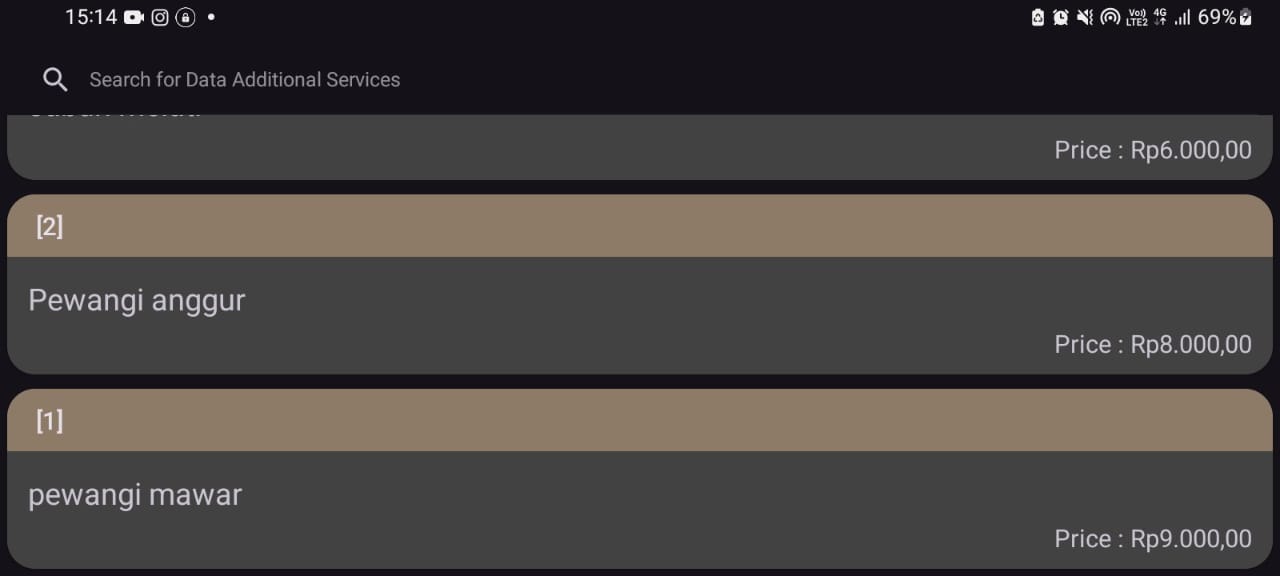 15:14
Vo)) 4G
LTE2
69%
Search for Data Additional Services
Price : Rp6.000,00
[2]
Pewangi anggur
Price : Rp8.000,00
[1]
pewangi mawar
Price : Rp9.000,00